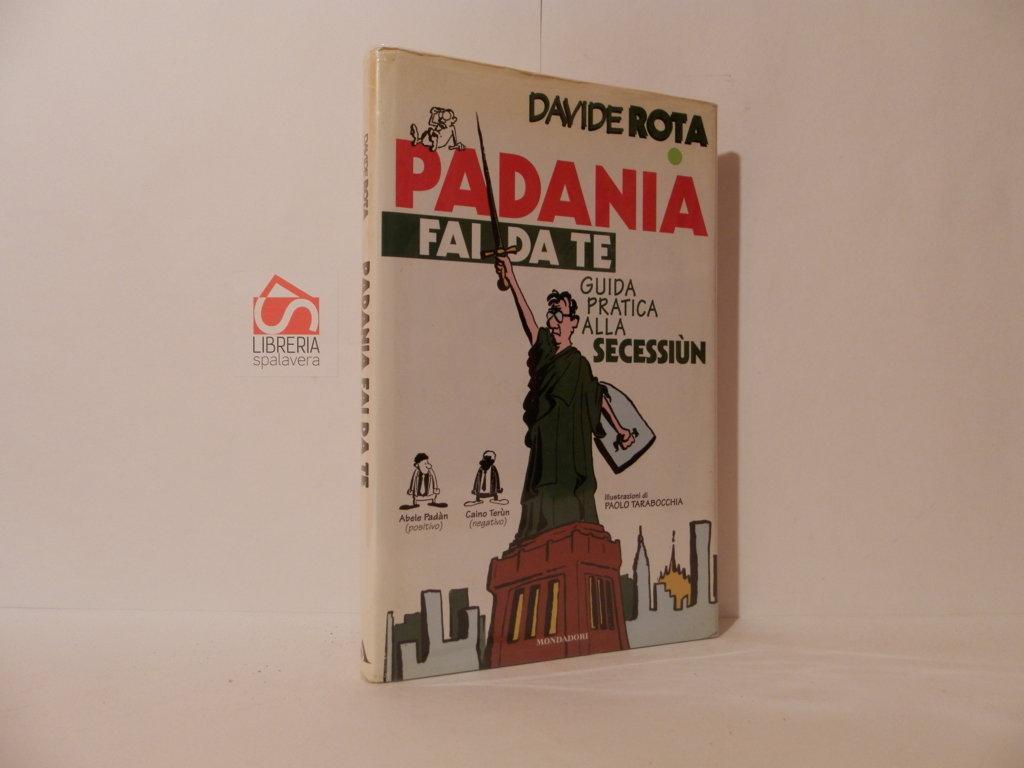 DAVIDE ROTA
PADANIA
FAI DA TE
GUIDA
PRATICA
ALLA
SECESSIÙN
Abele Padàn
(positivo)
Caino Terùn
(negativo)
Illustrazioni di
PAOLO TARABOCCHIA
MONDADORI
DAVIDE ROTA PADANIA FAI DA TE
LIBRERIA
spalavera